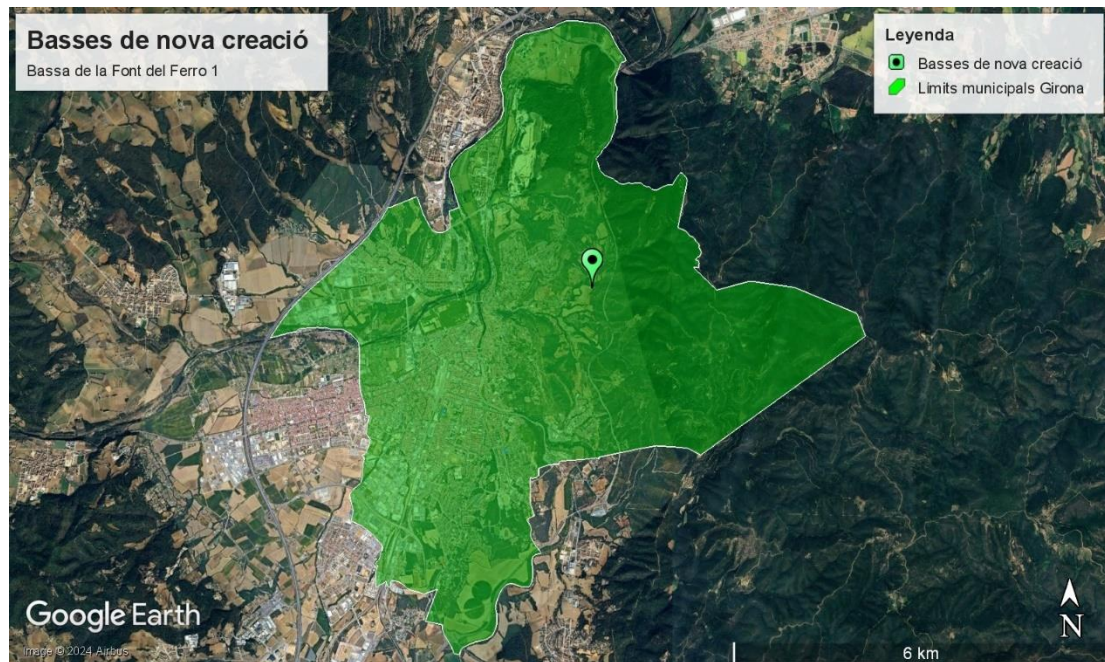 Basses de nova creació
Bassa de la Font del Ferro 1
Leyenda
Basses de nova creació
Límits municipals Girona
Google Earth
Image © 2024 Airbus
N
6 km